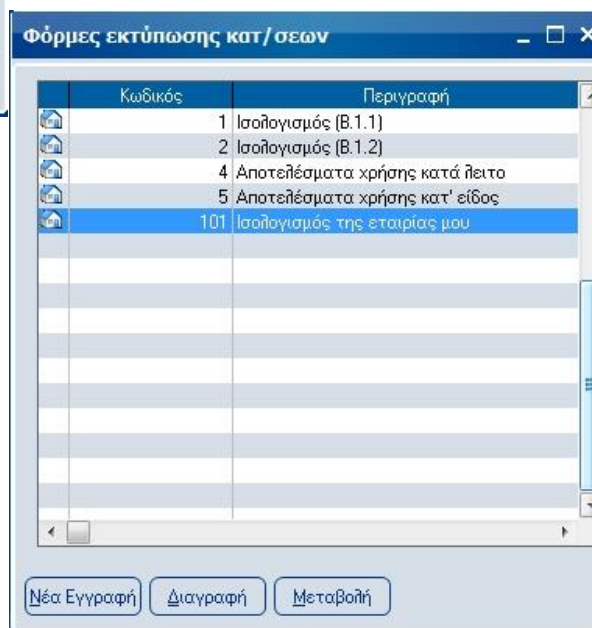 Φόρμες εκτύπωσης κατ/σεων
Κωδικός Περιγραφή
1 Ισολογισμός (Β.1.1)
2 Ισολογισμός (Β.1.2)
4 Αποτελέσματα χρήσης κατά λειτο
5 Αποτελέσματα χρήσης κατ' είδος
101 Ισολογισμός της εταιρίας μου
Νέα Εγγραφή Διαγραφή Μεταβολή